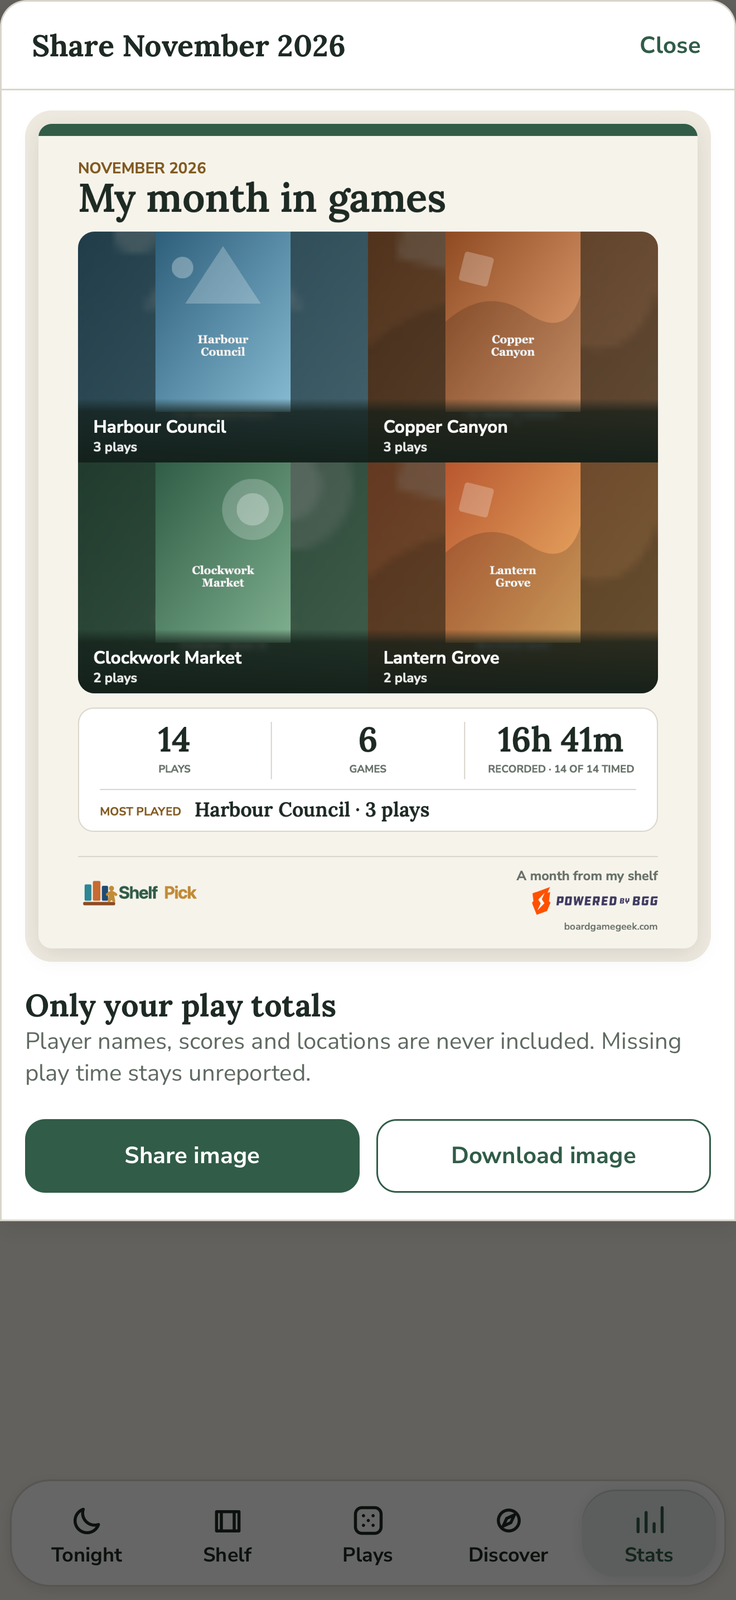 Share November 2026
Close
NOVEMBER 2026
My month in games
Harbour
Council
Harbour Council
3 plays
Copper
Canyon
Copper Canyon
3 plays
Clockwork
Market
Clockwork Market
2 plays
Lantern
Grove
Lantern Grove
2 plays
14
PLAYS
6
GAMES
16h 41m
RECORDED · 14 OF 14 TIMED
MOST PLAYED Harbour Council · 3 plays
Shelf Pick
A month from my shelf
POWERED BY BGG
boardgamegeek.com
Only your play totals
Player names, scores and locations are never included. Missing
play time stays unreported.
Share image
Download image
Tonight
Shelf
Plays
Discover
Stats